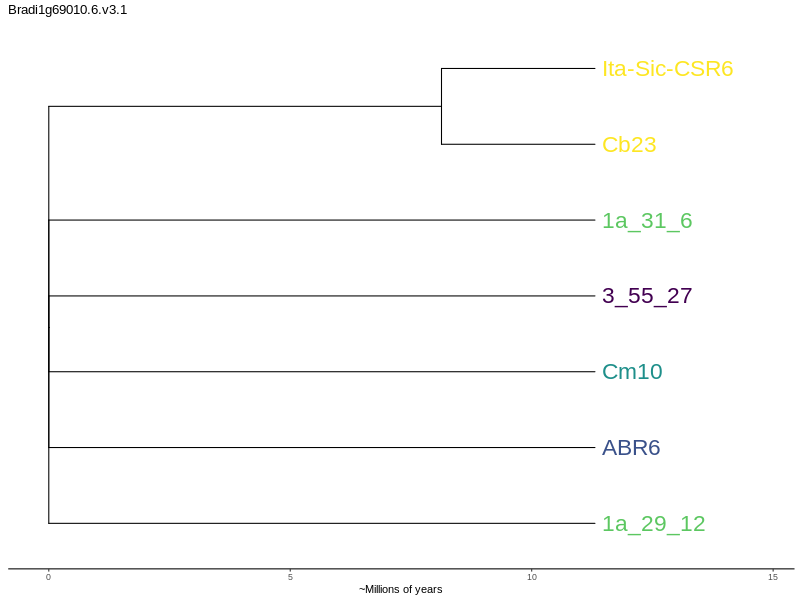 Bradi1g69010.6.v3.1
Ita-Sic-CSR6
Cb23
1a_31_6
3_55_27
Cm10
ABR6
1a_29_12
0 5 10 15
~Millions of years